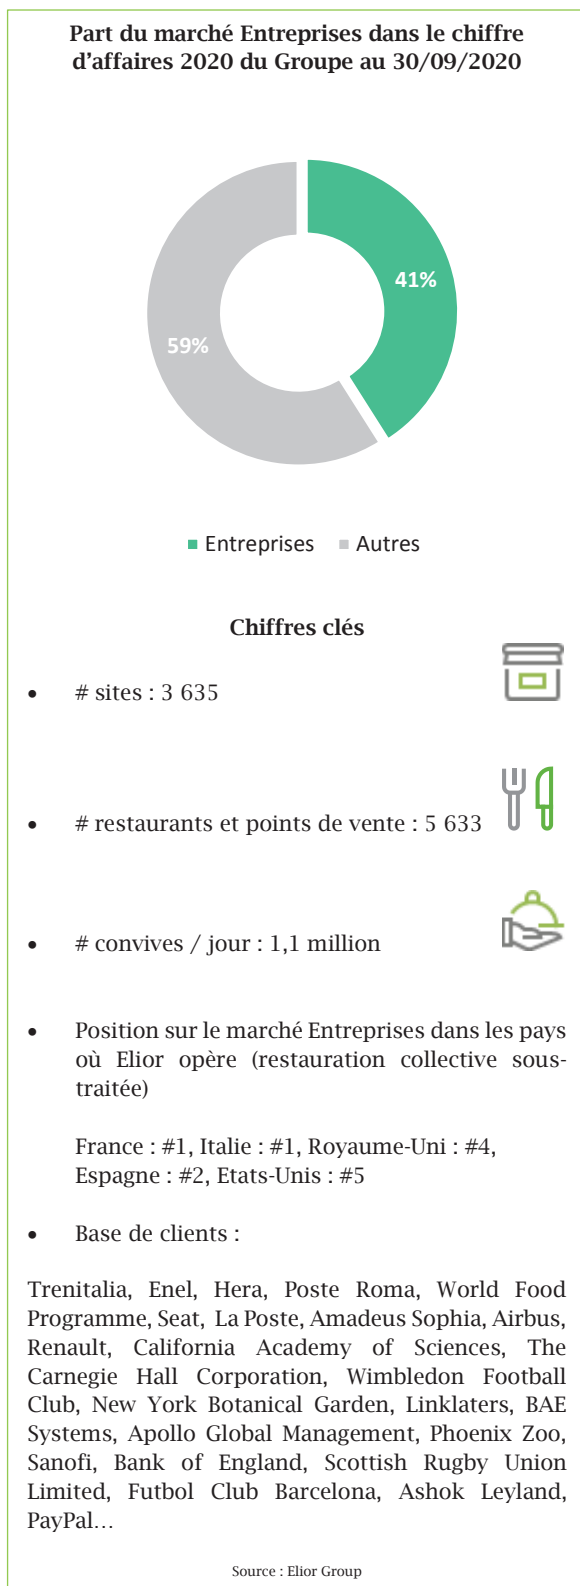 Part du marché Entreprises dans le chiffre
d'affaires 2020 du Groupe au 30/09/2020
41%
59%
Entreprises
Autres
Chiffres clés
• # sites : 3 635
• # restaurants et points de vente : 5 633
• # convives / jour : 1,1 million
• Position sur le marché Entreprises dans les pays
où Elior opère (restauration collective sous-
traitée)
France : #1, Italie : #1, Royaume-Uni : #4,
Espagne : #2, Etats-Unis : #5
• Base de clients :
Trenitalia, Enel, Hera, Poste Roma, World Food
Programme, Seat, La Poste, Amadeus Sophia, Airbus,
Renault, California Academy of Sciences, The
Carnegie Hall Corporation, Wimbledon Football
Club, New York Botanical Garden, Linklaters, BAE
Systems, Apollo Global Management, Phoenix Zoo,
Sanofi, Bank of England, Scottish Rugby Union
Limited, Futbol Club Barcelona, Ashok Leyland,
PayPal…
Source : Elior Group